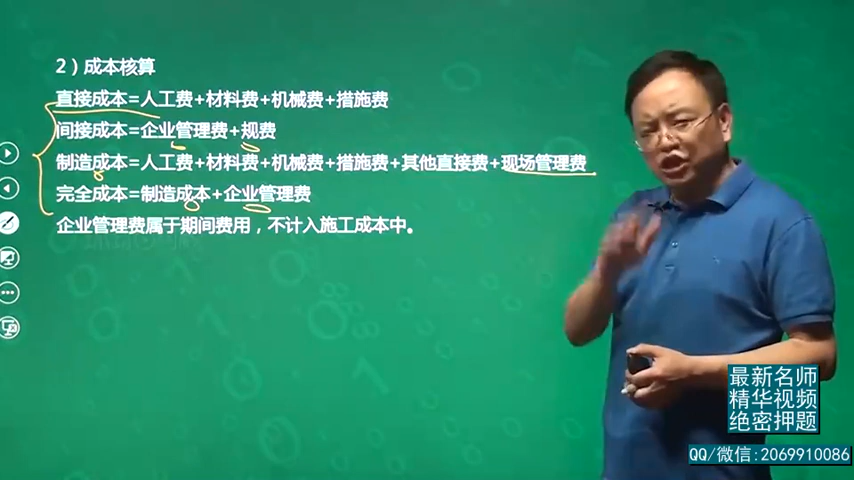 2）成本核算
直接成本=人工费+材料费+机械费+措施费
间接成本=企业管理费+规费
制造成本=人工费+材料费+机械费+措施费+其他直接费+现场管理费
完全成本=制造成本+企业管理费
企业管理费属于期间费用，不计入施工成本中。
最新名师
精华视频
绝密押题
QQ/微信:2069910086